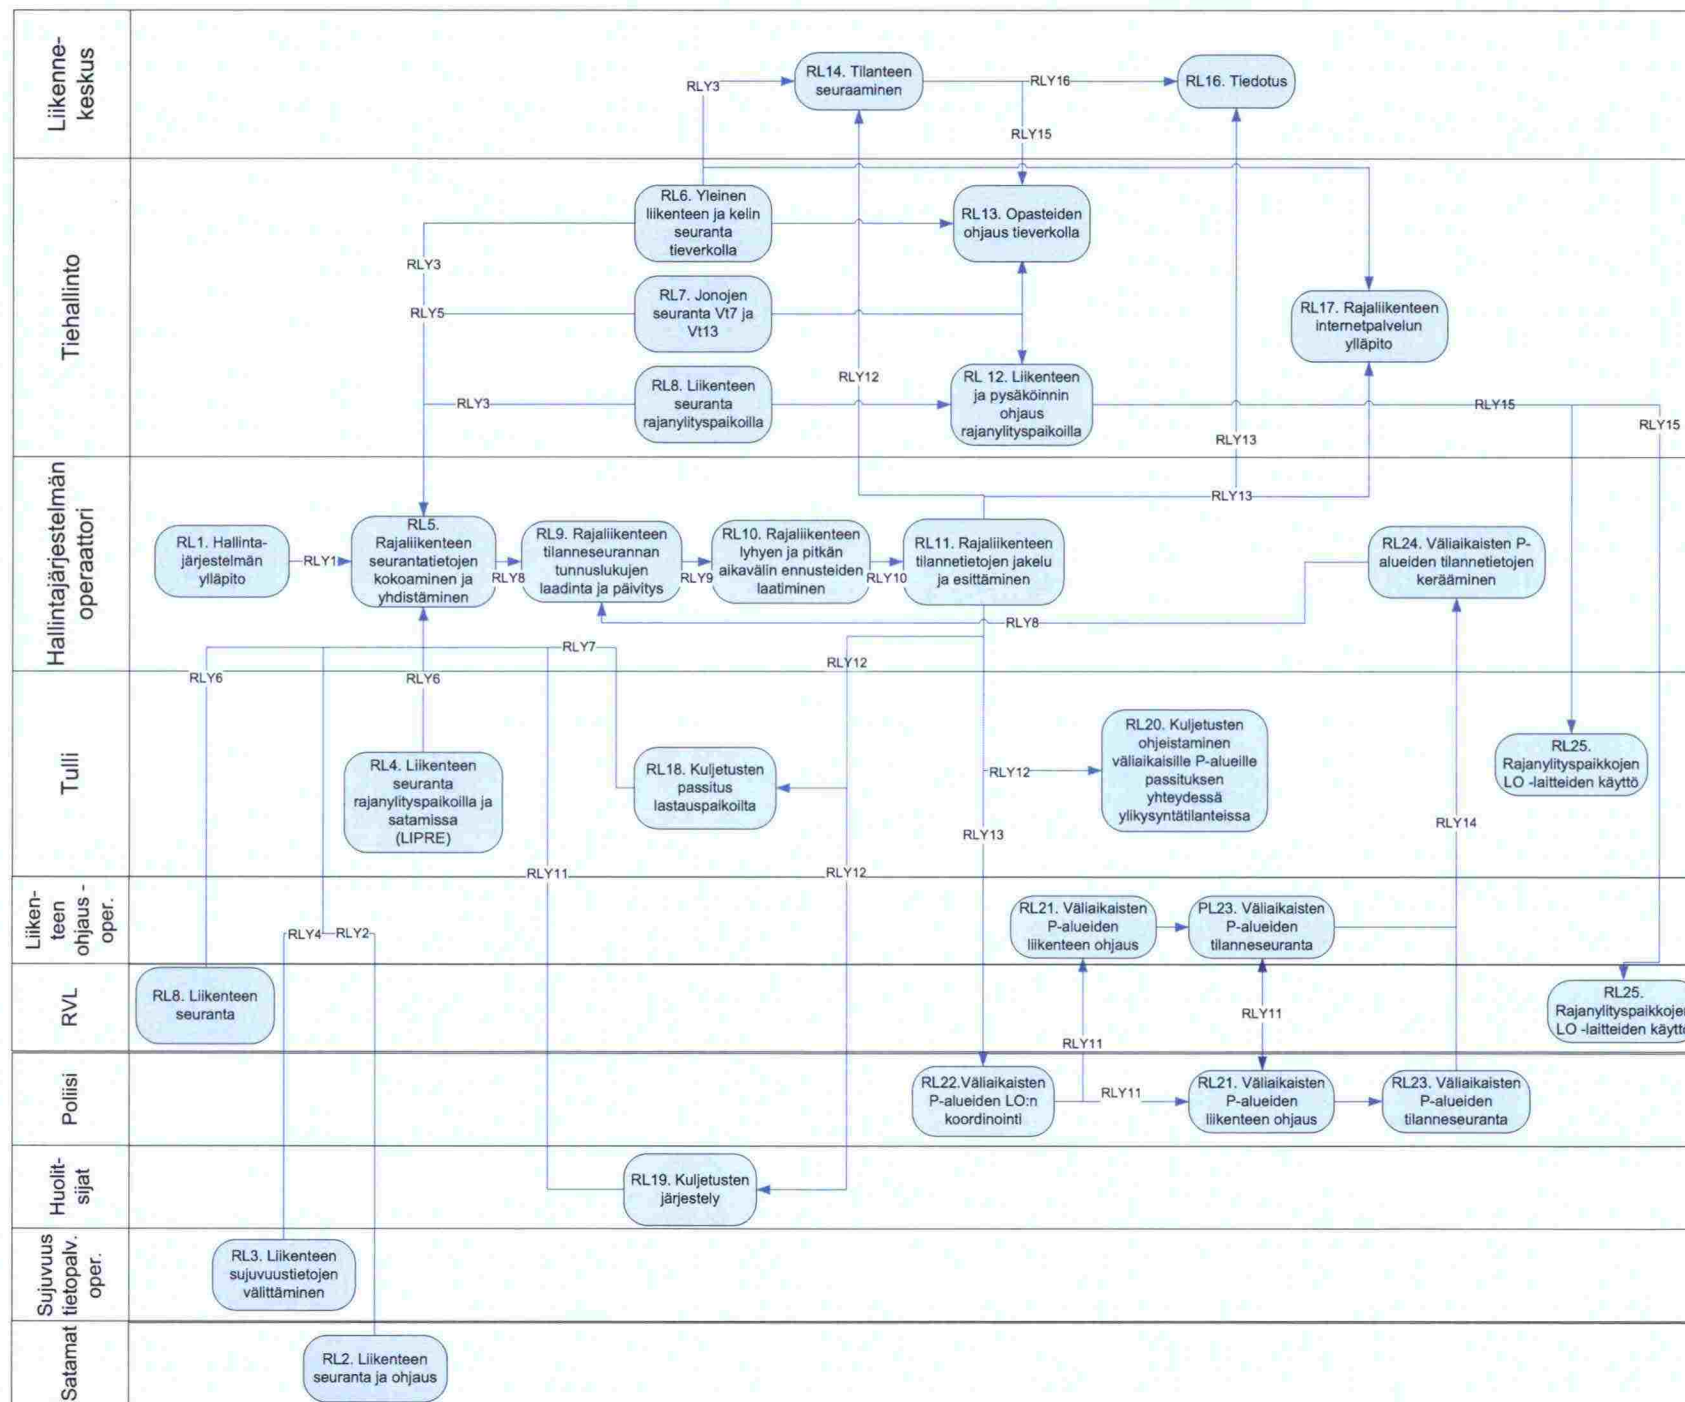 Liikenne-
keskus
RL14. Tilanteen
seuraaminen
RL16. Tiedotus
RLY3
RLY16
RLY15
Tiehallinto
RL6. Yleinen
liikenteen ja kelin
seuranta
tieverkolla
RL13. Opasteiden
ohjaus tieverkolla
RLY3
RL7. Jonojen
seuranta Vt7 ja
Vt13
RLY5
RL17. Rajaliikenteen
internetpalvelun
ylläpito
RL8. Liikenteen
seuranta
rajanylityspaikoilla
RLY3
RLY12
RL 12. Liikenteen
ja pysäköinnin
ohjaus
rajanylityspaikoilla
RLY15
RLY15
RLY13
Hallintajärjestelmän
operaattori
RLY13
RL1. Hallinta-
järjestelmän
ylläpito
RLY1
RL5.
Rajaliikenteen
seurantatietojen
kokoaminen ja
yhdistäminen
RLY8
RL9. Rajaliikenteen
tilanneseurannan
tunnuslukujen
laadinta ja päivitys
RLY9
RL10. Rajaliikenteen
lyhyen ja pitkän
aikavälin ennusteiden
laatiminen
RLY10
RL11. Rajaliikenteen
tilannetietojen jakelu
ja esittäminen
RL24. Väliaikaisten P-
alueiden tilannetietojen
kerääminen
RLY8
RLY7
RLY12
RLY6
RLY6
Tulli
RL4. Liikenteen
seuranta
rajanylityspaikoilla ja
satamissa
(LIPRE)
RL18. Kuljetusten
passitus
lastauspaikoilta
RLY12
RL20. Kuljetusten
ohjeistaminen
väliaikaisille P-alueille
passituksen
yhteydessä
ylikysyntätilanteissa
RL25.
Rajanylityspaikkojen
LO -laitteiden käyttö
RLY13
RLY14
RLY11
RLY12
Liiken-
teen
ohjaus -
oper.
RLY4
RLY2
RL21. Väliaikaisten
P-alueiden
liikenteen ohjaus
PL23. Väliaikaisten
P-alueiden
tilanneseuranta
RVL
RL8. Liikenteen
seuranta
RLY11
RLY11
RL25.
Rajanylityspaikkojen
LO -laitteiden käyttö
Poliisi
RL22.Väliaikaisten
P-alueiden LO:n
koordinointi
RLY11
RL21. Väliaikaisten
P-alueiden
liikenteen ohjaus
RL23. Väliaikaisten
P-alueiden
tilanneseuranta
Huolit-
sijat
RL19. Kuljetusten
järjestely
Sujuvuus
tietopalv.
oper.
RL3. Liikenteen
sujuvuustietojen
välittäminen
Satamat
RL2. Liikenteen
seuranta ja ohjaus